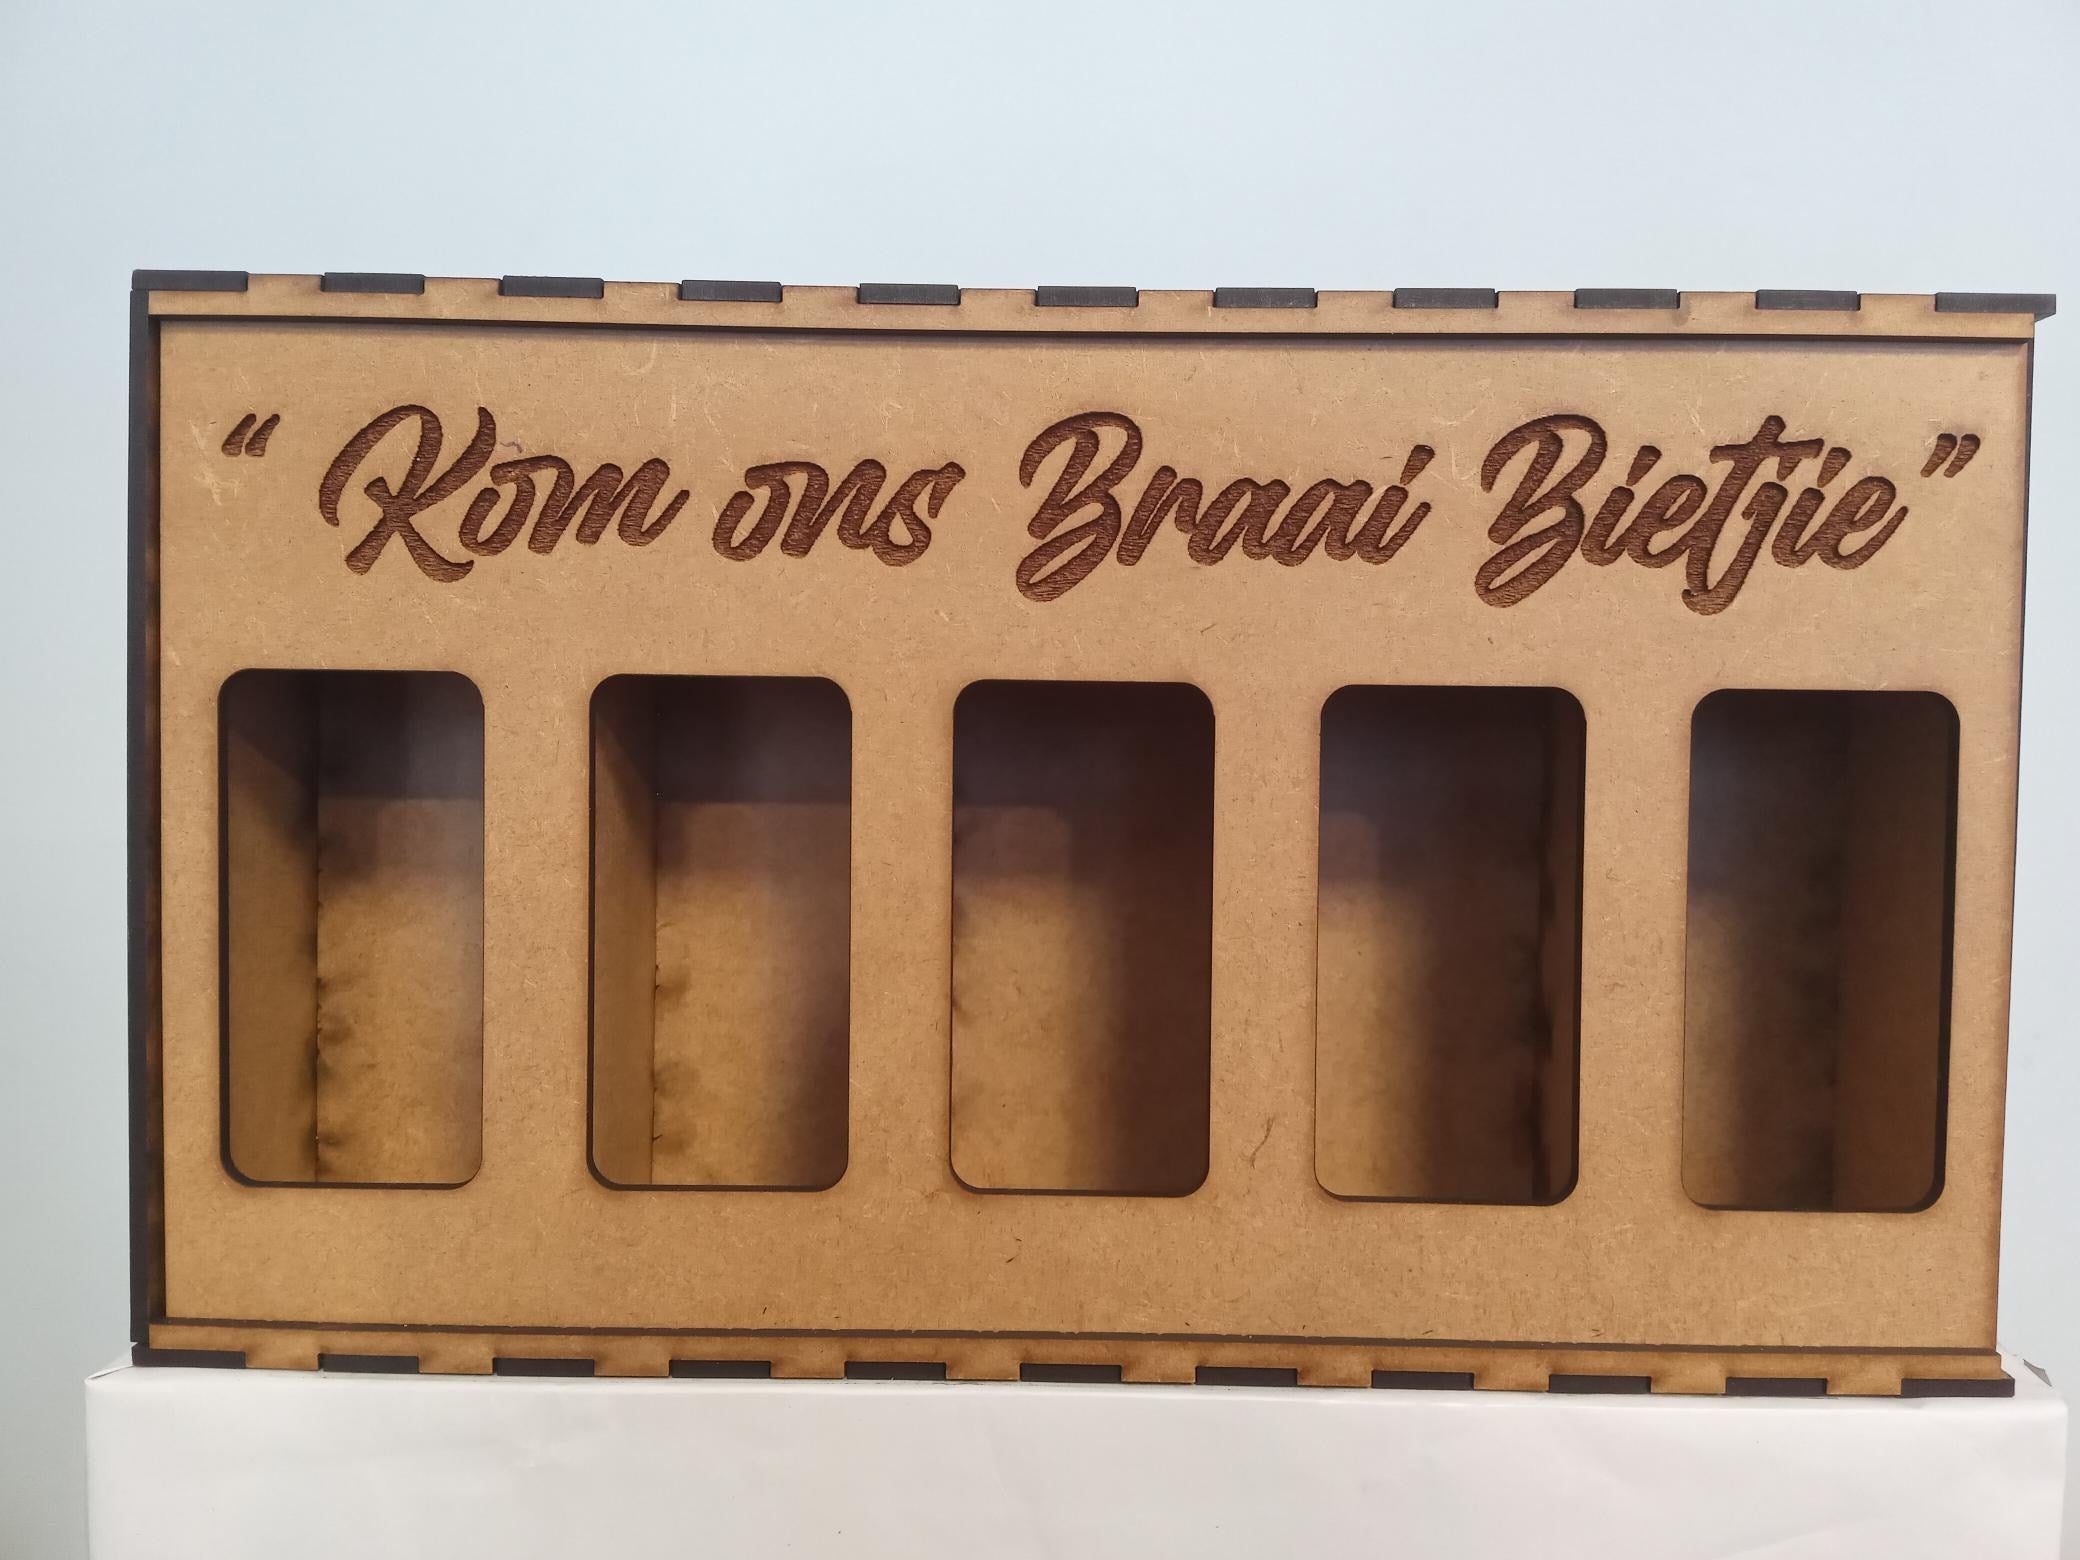 “ Kom ons Braai Bietjie”